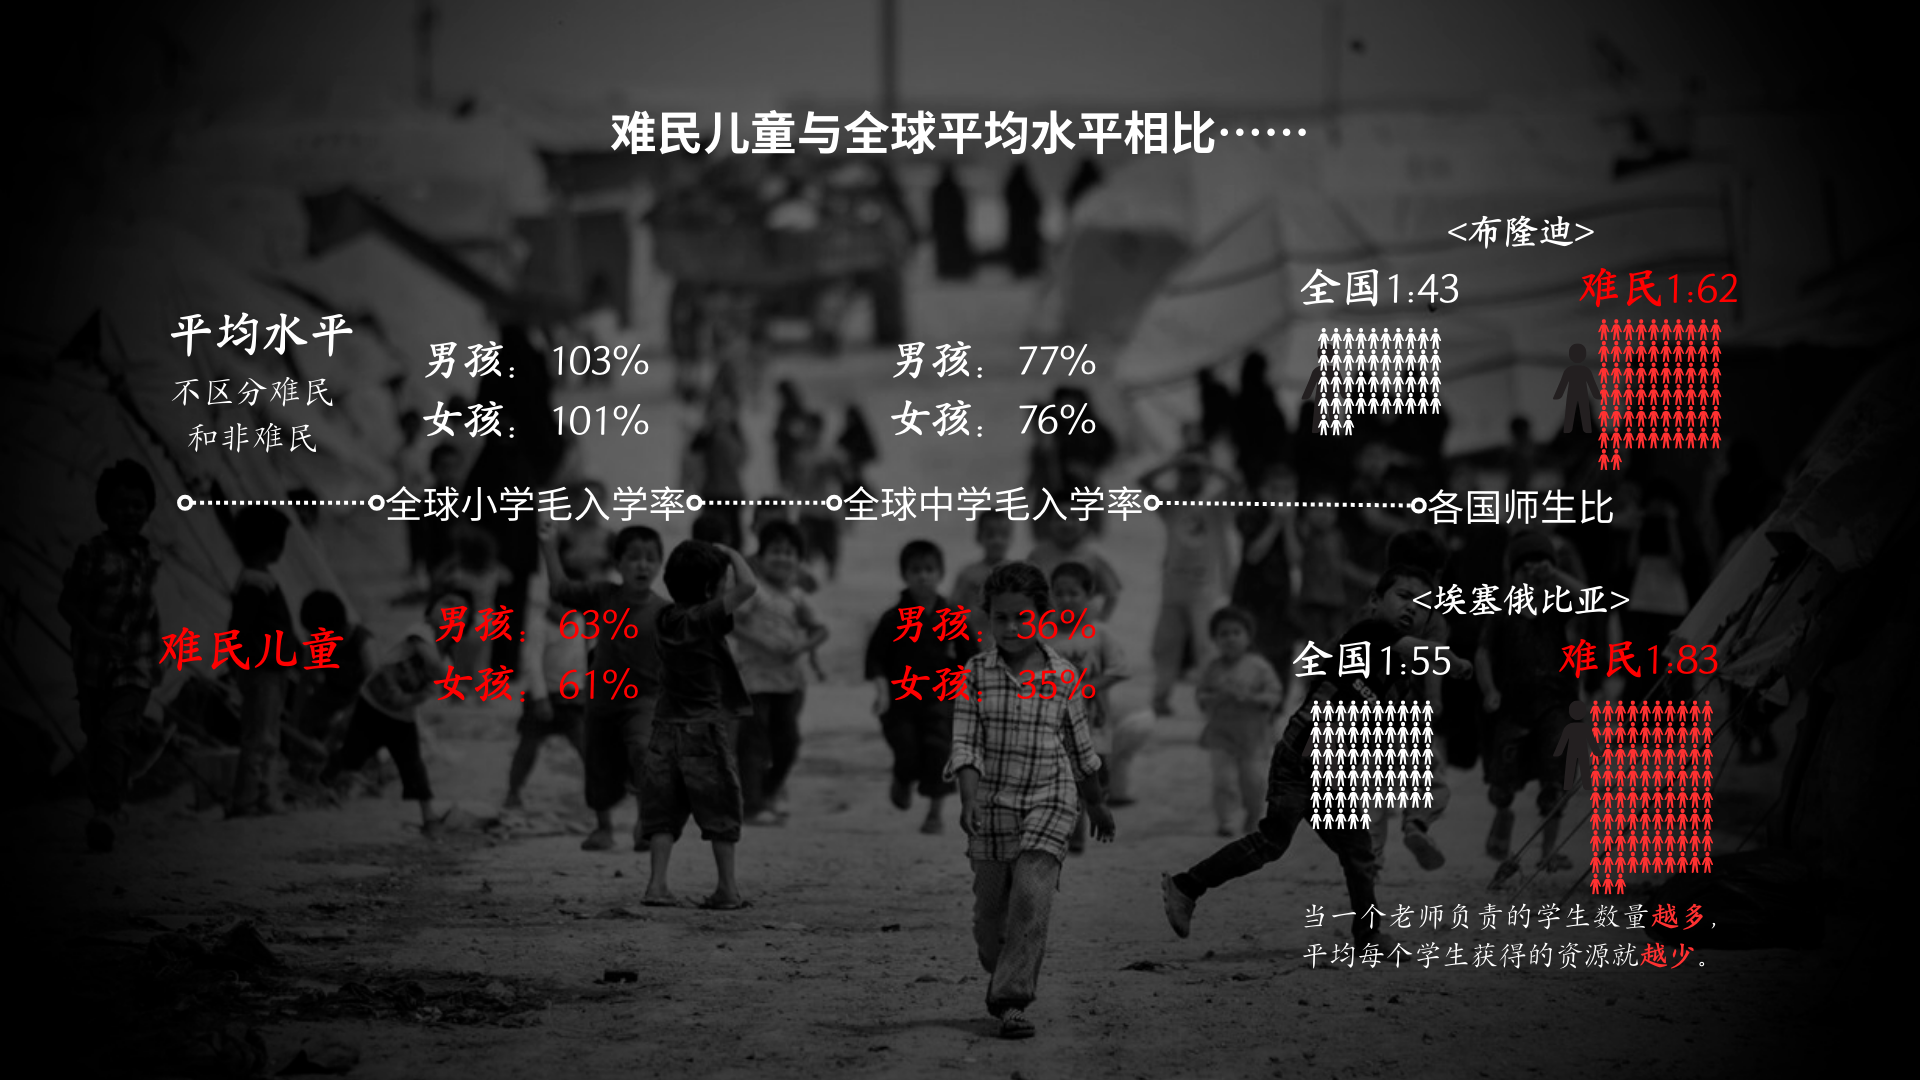 难民儿童与全球平均水平相比……
平均水平
不区分难民
和非难民
男孩： 103%
女孩： 101%
男孩： 77%
女孩： 76%
<布隆迪>
全国1:43
难民1:62
全球小学毛入学率
全球中学毛入学率
各国师生比
难民儿童
男孩： 63%
女孩： 61%
男孩： 36%
女孩： 35%
<埃塞俄比亚>
全国1:55
难民1:83
当一个老师负责的学生数量越多，
平均每个学生获得的资源就越少。